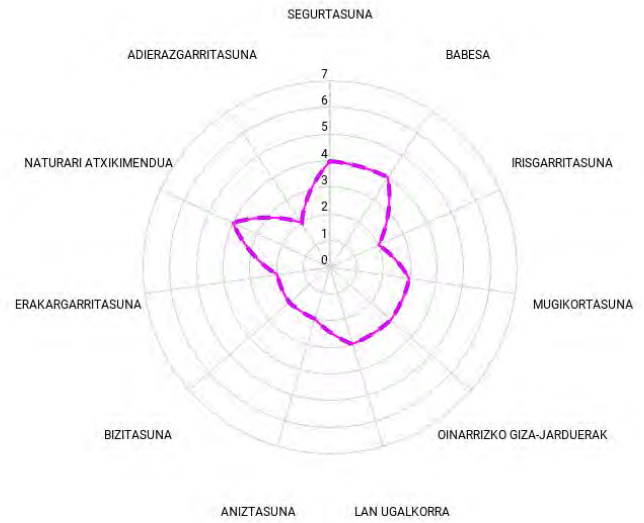 SEGURTASUNA
ADIERAZGARRITASUNA
BABESA
7
6
5
4
3
2
1
0
NATURARI ATXIKIMENDUA
IRISGARRITASUNA
ERAKARGARRITASUNA
MUGIKORTASUNA
BIZITASUNA
OINARRIZKO GIZA-JARDUERAK
ANIZTASUNA
LAN UGALKORRA